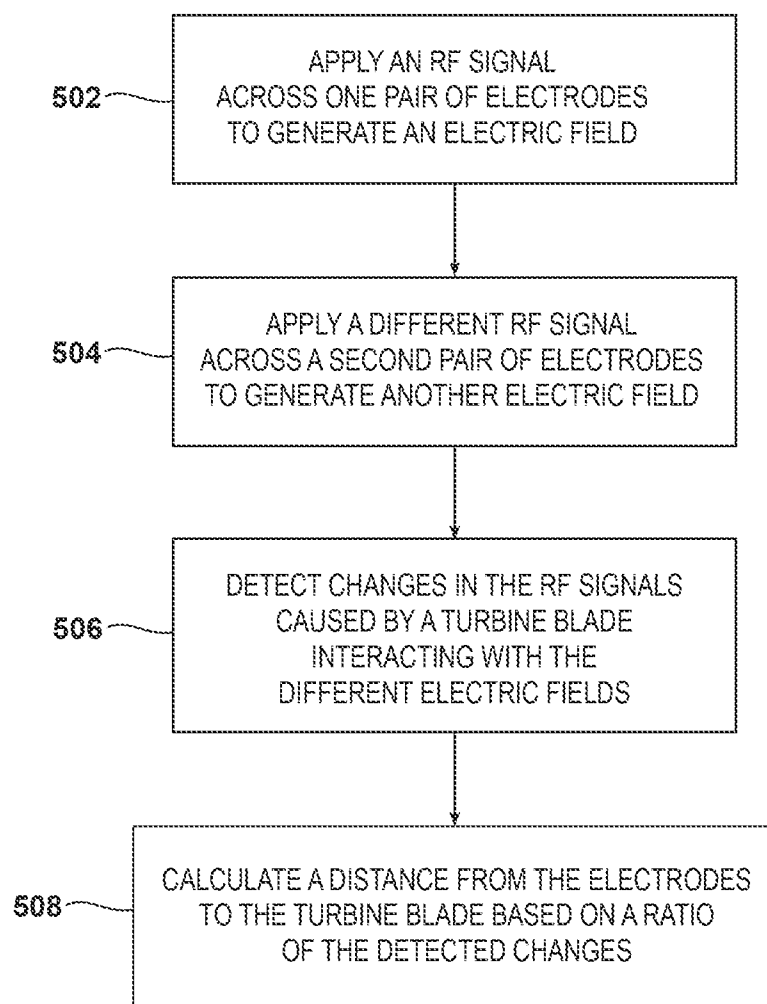 502
APPLY AN RF SIGNAL
ACROSS ONE PAIR OF ELECTRODES
TO GENERATE AN ELECTRIC FIELD
504
APPLY A DIFFERENT RF SIGNAL
ACROSS A SECOND PAIR OF ELECTRODES
TO GENERATE ANOTHER ELECTRIC FIELD
506
DETECT CHANGES IN THE RF SIGNALS
CAUSED BY A TURBINE BLADE
INTERACTING WITH THE
DIFFERENT ELECTRIC FIELDS
508
CALCULATE A DISTANCE FROM THE ELECTRODES
TO THE TURBINE BLADE BASED ON A RATIO
OF THE DETECTED CHANGES